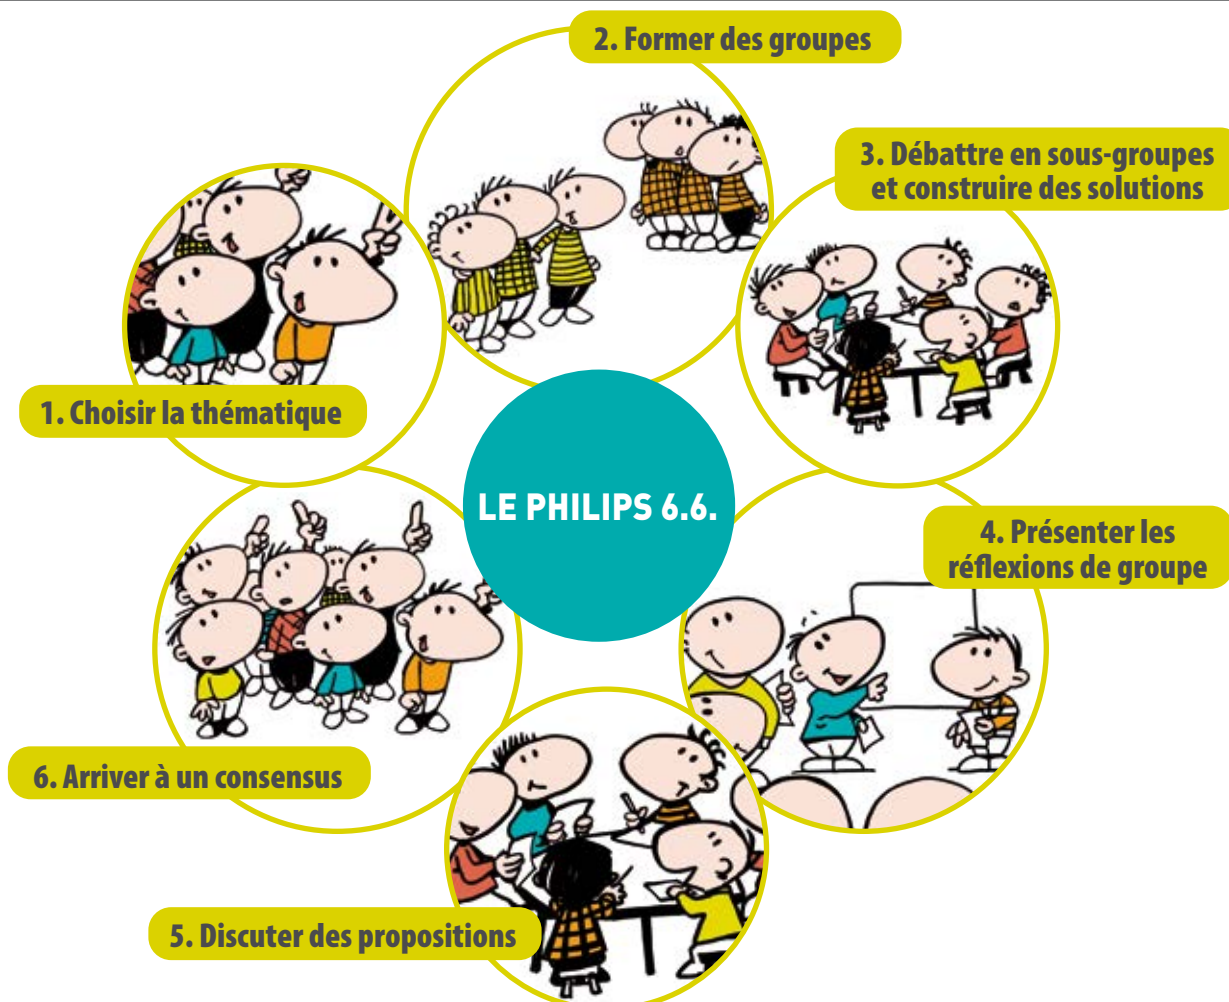 2. Former des groupes
3. Débattre en sous-groupes
et construire des solutions
1. Choisir la thématique
LE PHILIPS 6.6.
4. Présenter les
réflexions de groupe
6. Arriver à un consensus
5. Discuter des propositions